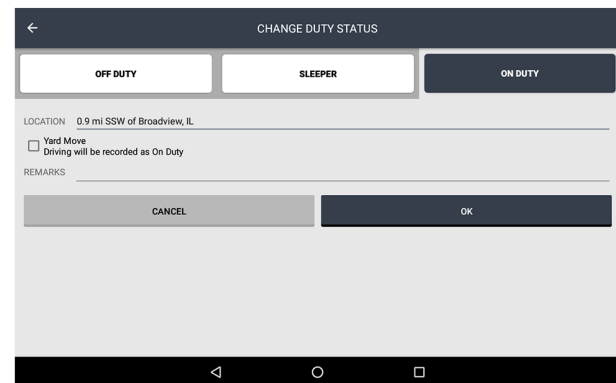 CHANGE DUTY STATUS
OFF DUTY
SLEEPER
ON DUTY
LOCATION 0.9 mi SSW of Broadview, IL
Yard Move
Driving will be recorded as On Duty
REMARKS
CANCEL
OK